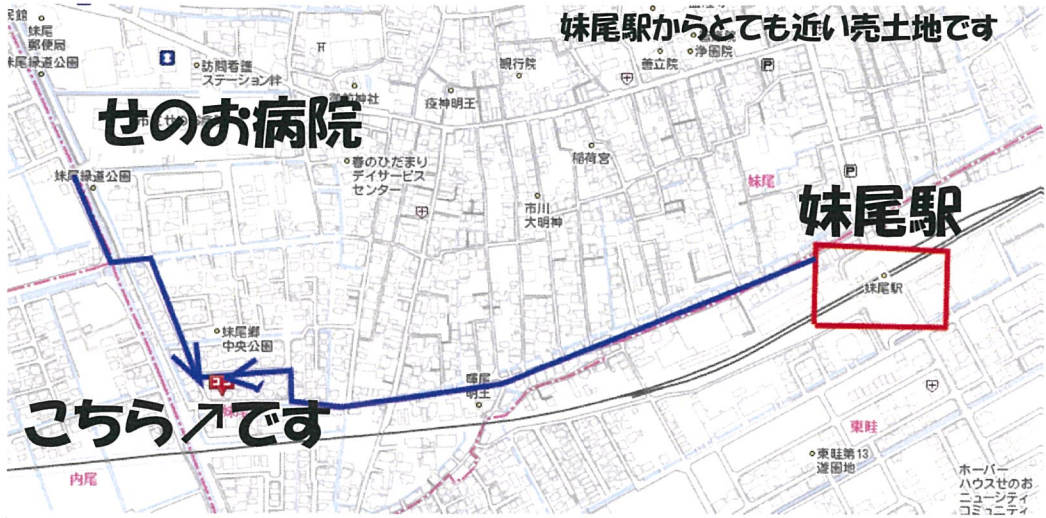 妹尾駅からとても近い売土地です
妹尾
郵便局
妹尾緑道公園
訪問看護
ステーション絆
せのお病院
御前神社
疫神明王
観行院
善立院
浄圓院
P
妹尾緑道公園
春のひだまり
デイサービス
センター
稲荷宮
市川
大明神
妹尾
P
妹尾駅
妹尾駅
妹尾郷
中央公園
明王
こちら↗です
内尾
東畦
東畦第13
遊園地
ホーバー
ハウスせのお
ニューシティ
コミュニティ